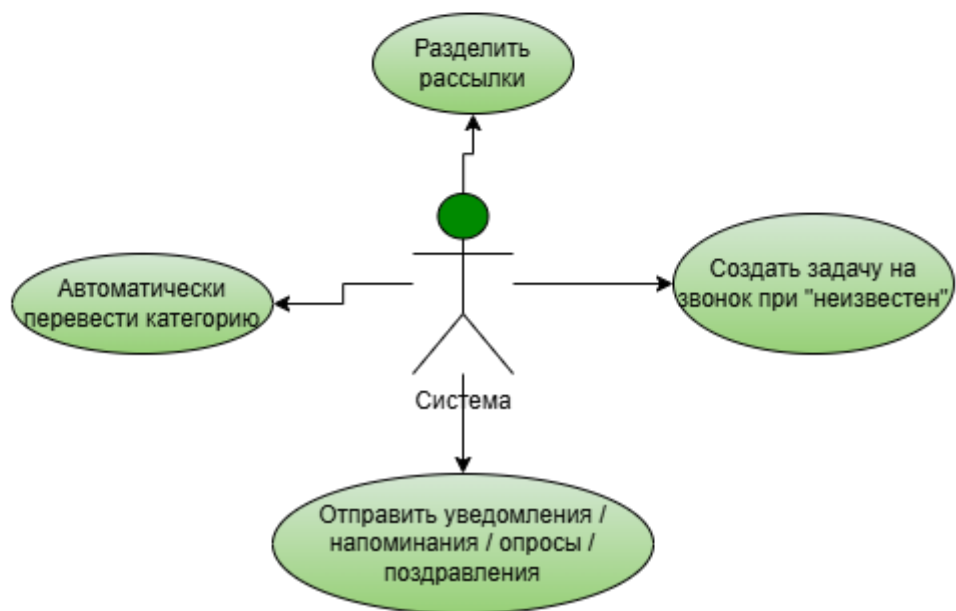 Разделить
рассылки
Автоматически
перевести категорию
Создать задачу на
звонок при "неизвестен"
Система
Отправить уведомления /
напоминания / опросы /
поздравления